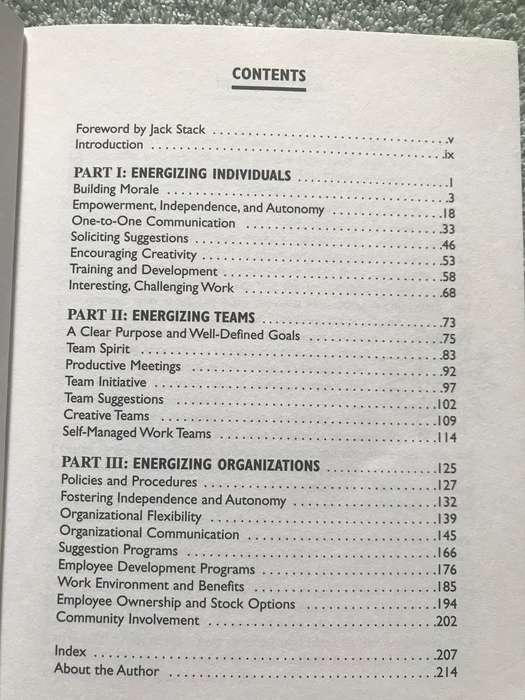 CONTENTS
Foreword by Jack Stack ........................................v
Introduction ........................................ix
PART I: ENERGIZING INDIVIDUALS ........................................1
Building Morale ........................................3
Empowerment, Independence, and Autonomy ....................18
One-to-One Communication ........................................33
Soliciting Suggestions ........................................46
Encouraging Creativity ........................................53
Training and Development ........................................58
Interesting, Challenging Work ........................................68
PART II: ENERGIZING TEAMS ........................................73
A Clear Purpose and Well-Defined Goals ....................75
Team Spirit ........................................83
Productive Meetings ........................................92
Team Initiative ........................................97
Team Suggestions ........................................102
Creative Teams ........................................109
Self-Managed Work Teams ........................................114
PART III: ENERGIZING ORGANIZATIONS ....................125
Policies and Procedures ........................................127
Fostering Independence and Autonomy ....................132
Organizational Flexibility ........................................139
Organizational Communication ..............................145
Suggestion Programs ........................................166
Employee Development Programs ..............................176
Work Environment and Benefits ..............................185
Employee Ownership and Stock Options ....................194
Community Involvement ........................................202
Index ........................................207
About the Author ........................................214